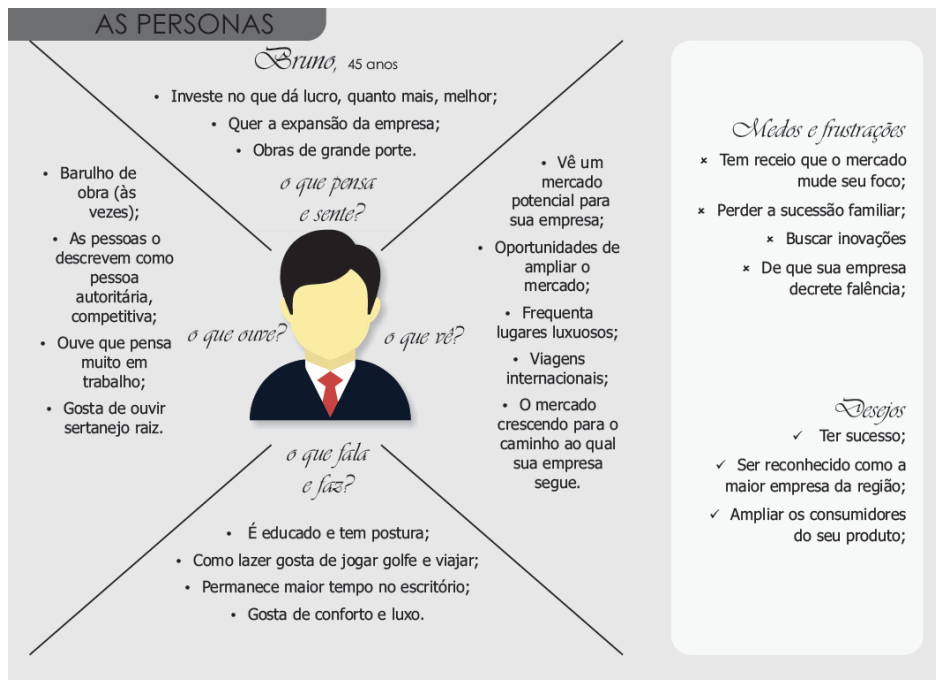 AS PERSONAS
Bruno, 45 anos
• Investe no que dá lucro, quanto mais, melhor;
• Quer a expansão da empresa;
• Obras de grande porte.
o que pensa
e sente?
• Barulho de
obra (às
vezes);
• As pessoas o
descrevem como
pessoa
autoritária,
competitiva;
• Ouve que pensa
muito em
trabalho;
• Gosta de ouvir
sertanejo raiz.
o que ouve?
o que vê?
• Vê um
mercado
potencial para
sua empresa;
• Oportunidades de
ampliar o
mercado;
• Frequenta
lugares luxuosos;
• Viagens
internacionais;
• O mercado
crescendo para o
caminho ao qual
sua empresa
segue.
o que fala
e faz?
• É educado e tem postura;
• Como lazer gosta de jogar golfe e viajar;
• Permanece maior tempo no escritório;
• Gosta de conforto e luxo.
Medos e frustrações
× Tem receio que o mercado
mude seu foco;
× Perder a sucessão familiar;
× Buscar inovações
× De que sua empresa
decrete falência;
Desejos
✓ Ter sucesso;
✓ Ser reconhecido como a
maior empresa da região;
✓ Ampliar os consumidores
do seu produto;